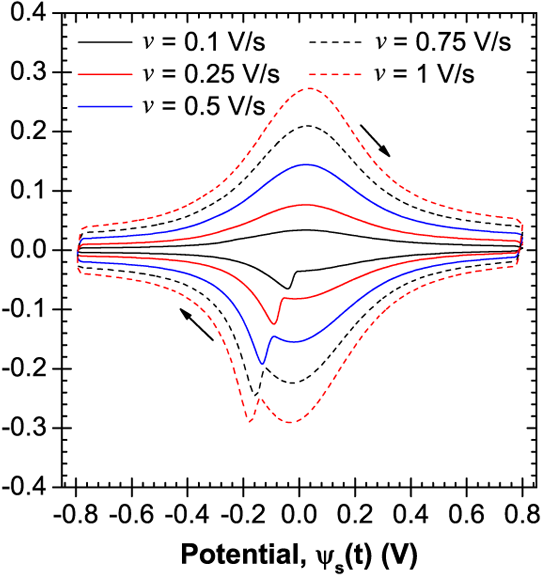 0.4
ν = 0.1 V/s
ν = 0.75 V/s
0.3
ν = 0.25 V/s
ν = 1 V/s
ν = 0.5 V/s
0.2
0.1
0.0
-0.1
-0.2
-0.3
-0.4
-0.8 -0.6 -0.4 -0.2 0.0 0.2 0.4 0.6 0.8
Potential, ψs(t) (V)